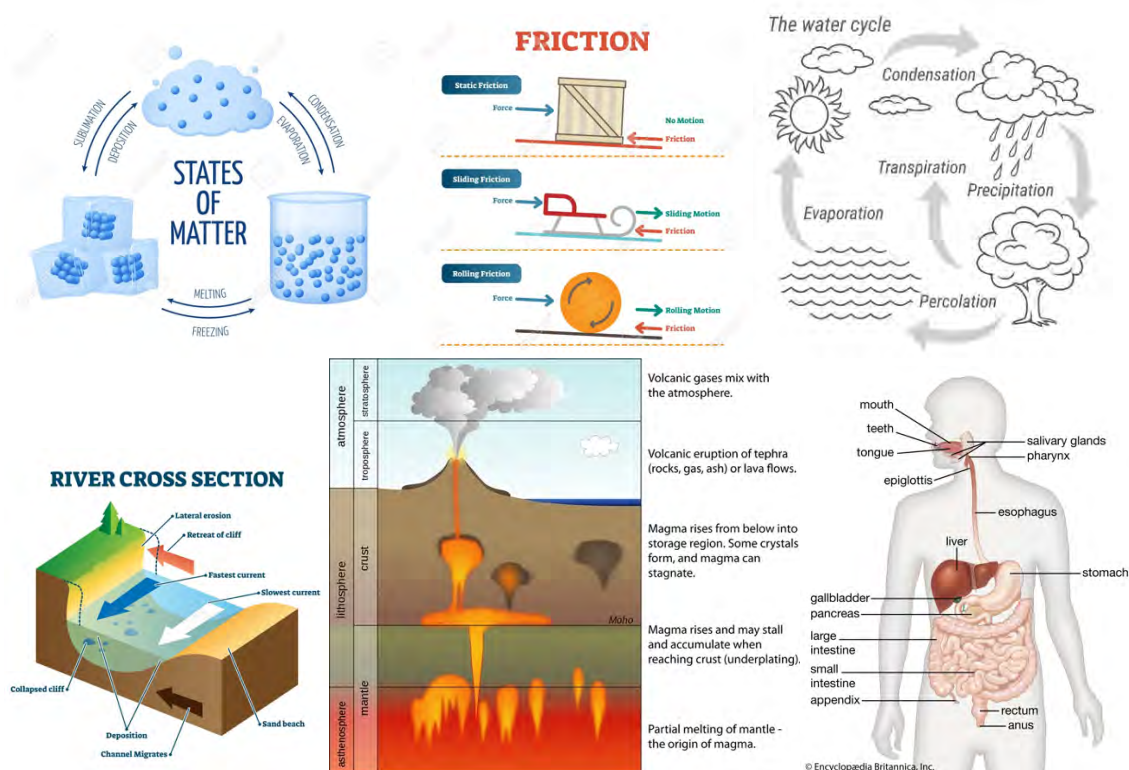 SUBLIMATION
DEPOSITION
CONDENSATION
EVAPORATION
STATES
OF
MATTER
MELTING
FREEZING
FRICTION
Static Friction
Force
No Motion
Friction
Sliding Friction
Force
Sliding Motion
Friction
Rolling Friction
Force
Rolling Motion
Friction
The water cycle
Condensation
Transpiration
Precipitation
Evaporation
Percolation
RIVER CROSS SECTION
Lateral erosion
Retreat of cliff
Fastest current
Slowest current
Collapsed cliff
Deposition
Channel Migrates
Sand beach
atmosphere
stratosphere
troposphere
lithosphere
crust
Moho
mantle
asthenosphere
Volcanic gases mix with
the atmosphere.
Volcanic eruption of tephra
(rocks, gas, ash) or lava flows.
Magma rises from below into
storage region. Some crystals
form, and magma can
stagnate.
Magma rises and may stall
and accumulate when
reaching crust (underplating).
Partial melting of mantle -
the origin of magma.
mouth
teeth
tongue
salivary glands
pharynx
epiglottis
esophagus
liver
stomach
gallbladder
pancreas
large
intestine
small
intestine
appendix
rectum
anus
© Encyclopædia Britannica, Inc.